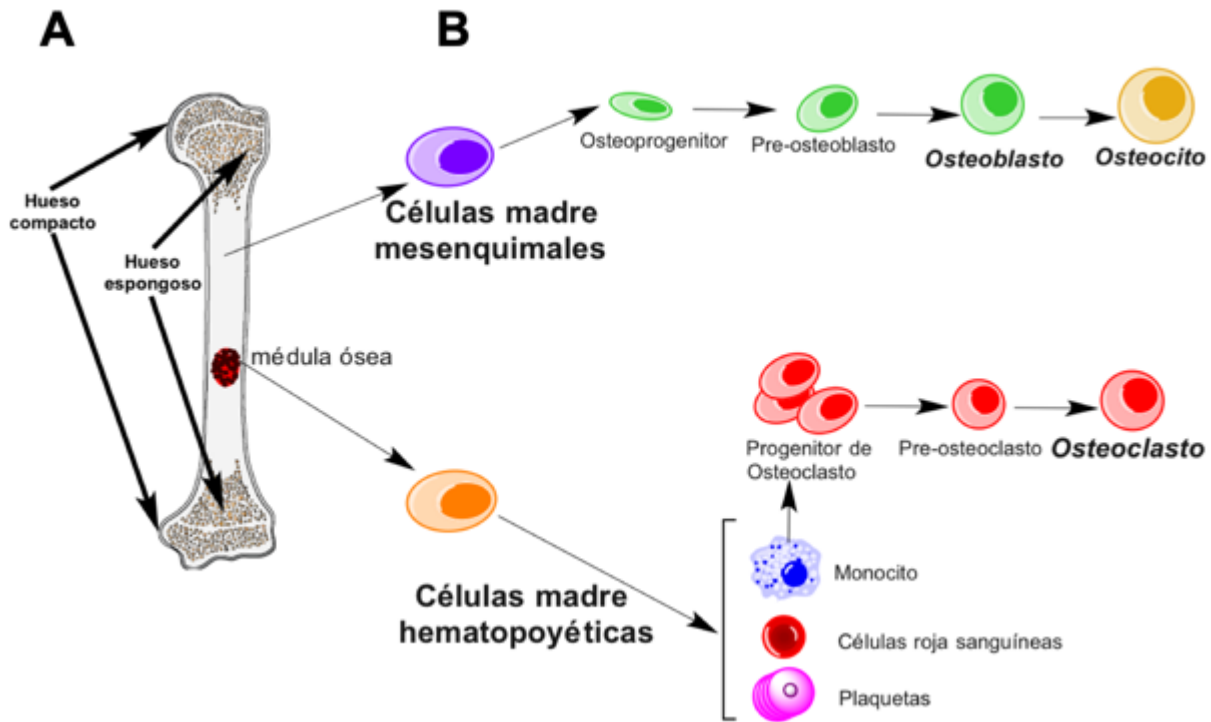 A
B
Hueso
compacto
Hueso
espongoso
médula ósea
Células madre
mesenquimales
Osteoprogenitor
Pre-osteoblasto
Osteoblasto
Osteocito
Células madre
hematopoyéticas
Progenitor de
Osteoclasto
Pre-osteoclasto
Osteoclasto
Monocito
Células roja sanguíneas
Plaquetas